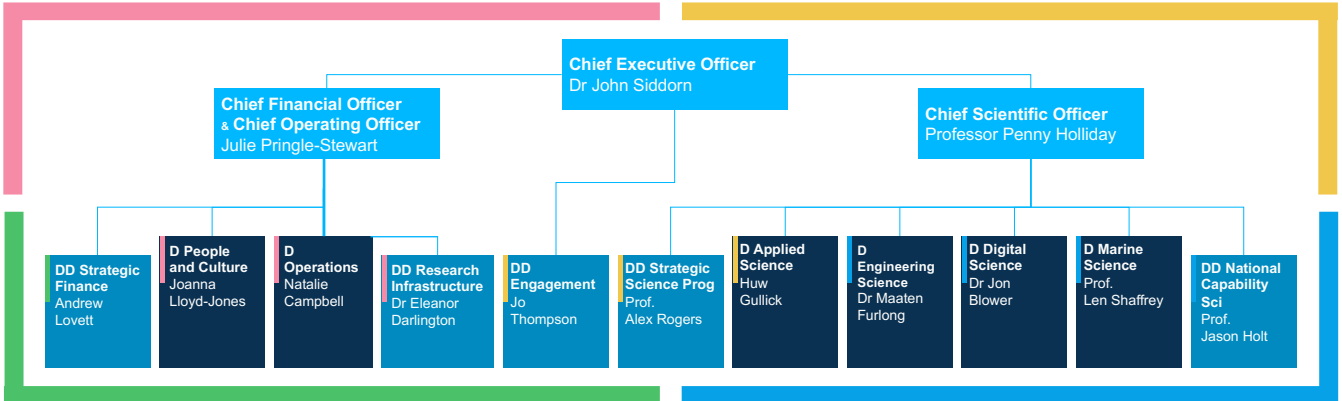 Chief Executive Officer
Dr John Siddorn
Chief Financial Officer
& Chief Operating Officer
Julie Pringle-Stewart
Chief Scientific Officer
Professor Penny Holliday
DD Strategic
Finance
Andrew
Lovett
D People
and Culture
Joanna
Lloyd-Jones
D
Operations
Natalie
Campbell
DD Research
Infrastructure
Dr Eleanor
Darlington
DD
Engagement
Jo
Thompson
DD Strategic
Science Prog
Prof.
Alex Rogers
D Applied
Science
Huw
Gullick
D
Engineering
Science
Dr Maaten
Furlong
D Digital
Science
Dr Jon
Blower
D Marine
Science
Prof.
Len Shaffrey
DD National
Capability
Sci
Prof.
Jason Holt